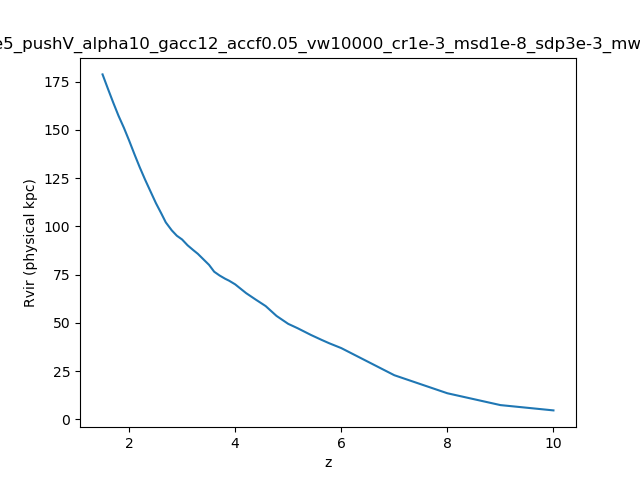 e5_pushV_alpha10_gacc12_accf0.05_vw10000_cr1e-3_msd1e-8_sdp3e-3_mw
175
150
125
100
75
50
25
0
Rvir (physical kpc)
2 4 6 8 10
z